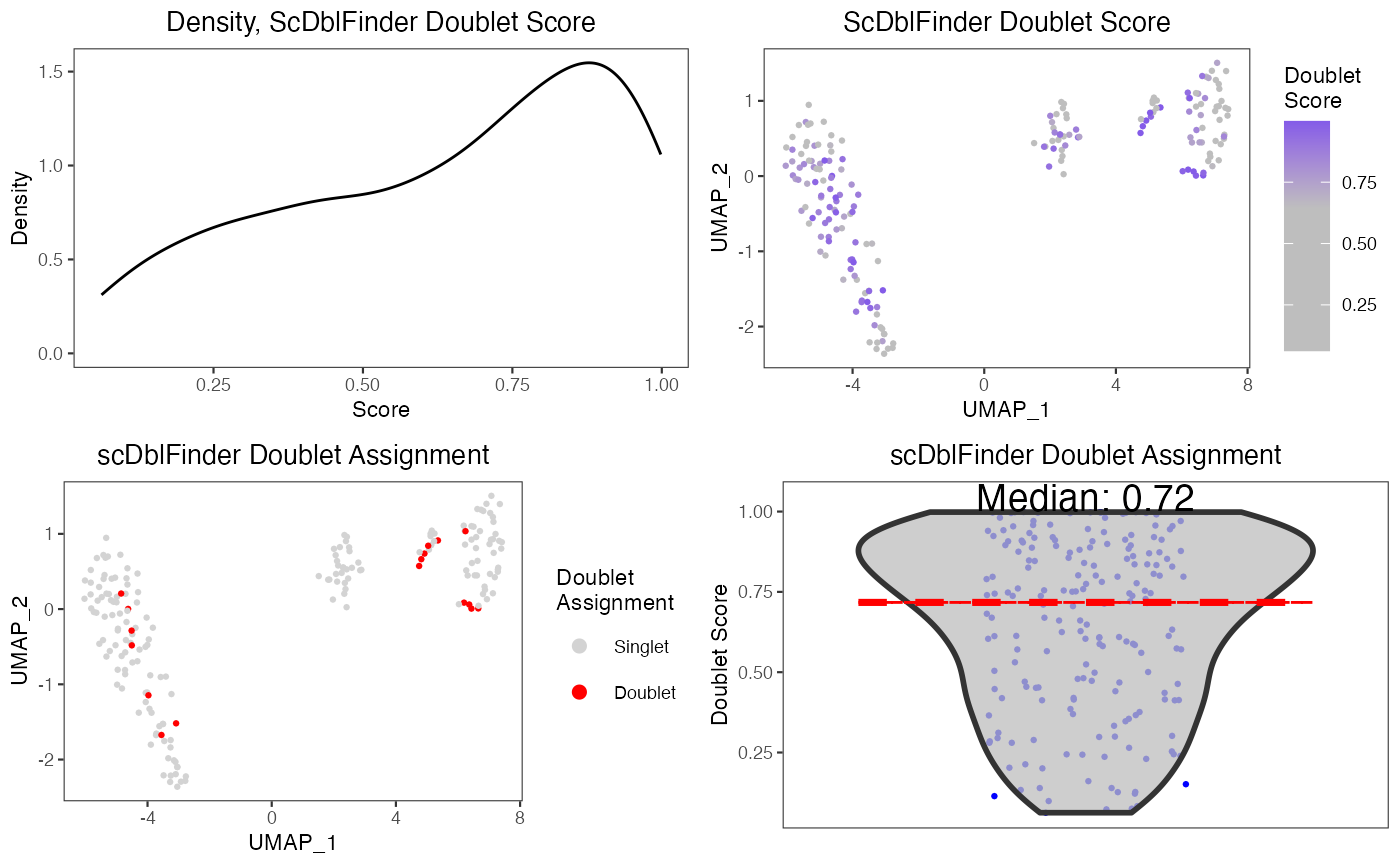 Density, ScDblFinder Doublet Score
Density
1.5
1.0
0.5
0.0
0.25
0.50
0.75
1.00
Score
ScDblFinder Doublet Score
UMAP_2
1
0
-1
-2
-4
0
4
8
UMAP_1
Doublet
Score
0.75
0.50
0.25
scDblFinder Doublet Assignment
UMAP_2
1
0
-1
-2
-4
0
4
8
UMAP_1
Doublet
Assignment
Singlet
Doublet
scDblFinder Doublet Assignment
Median: 0.72
Doublet Score
1.00
0.75
0.50
0.25